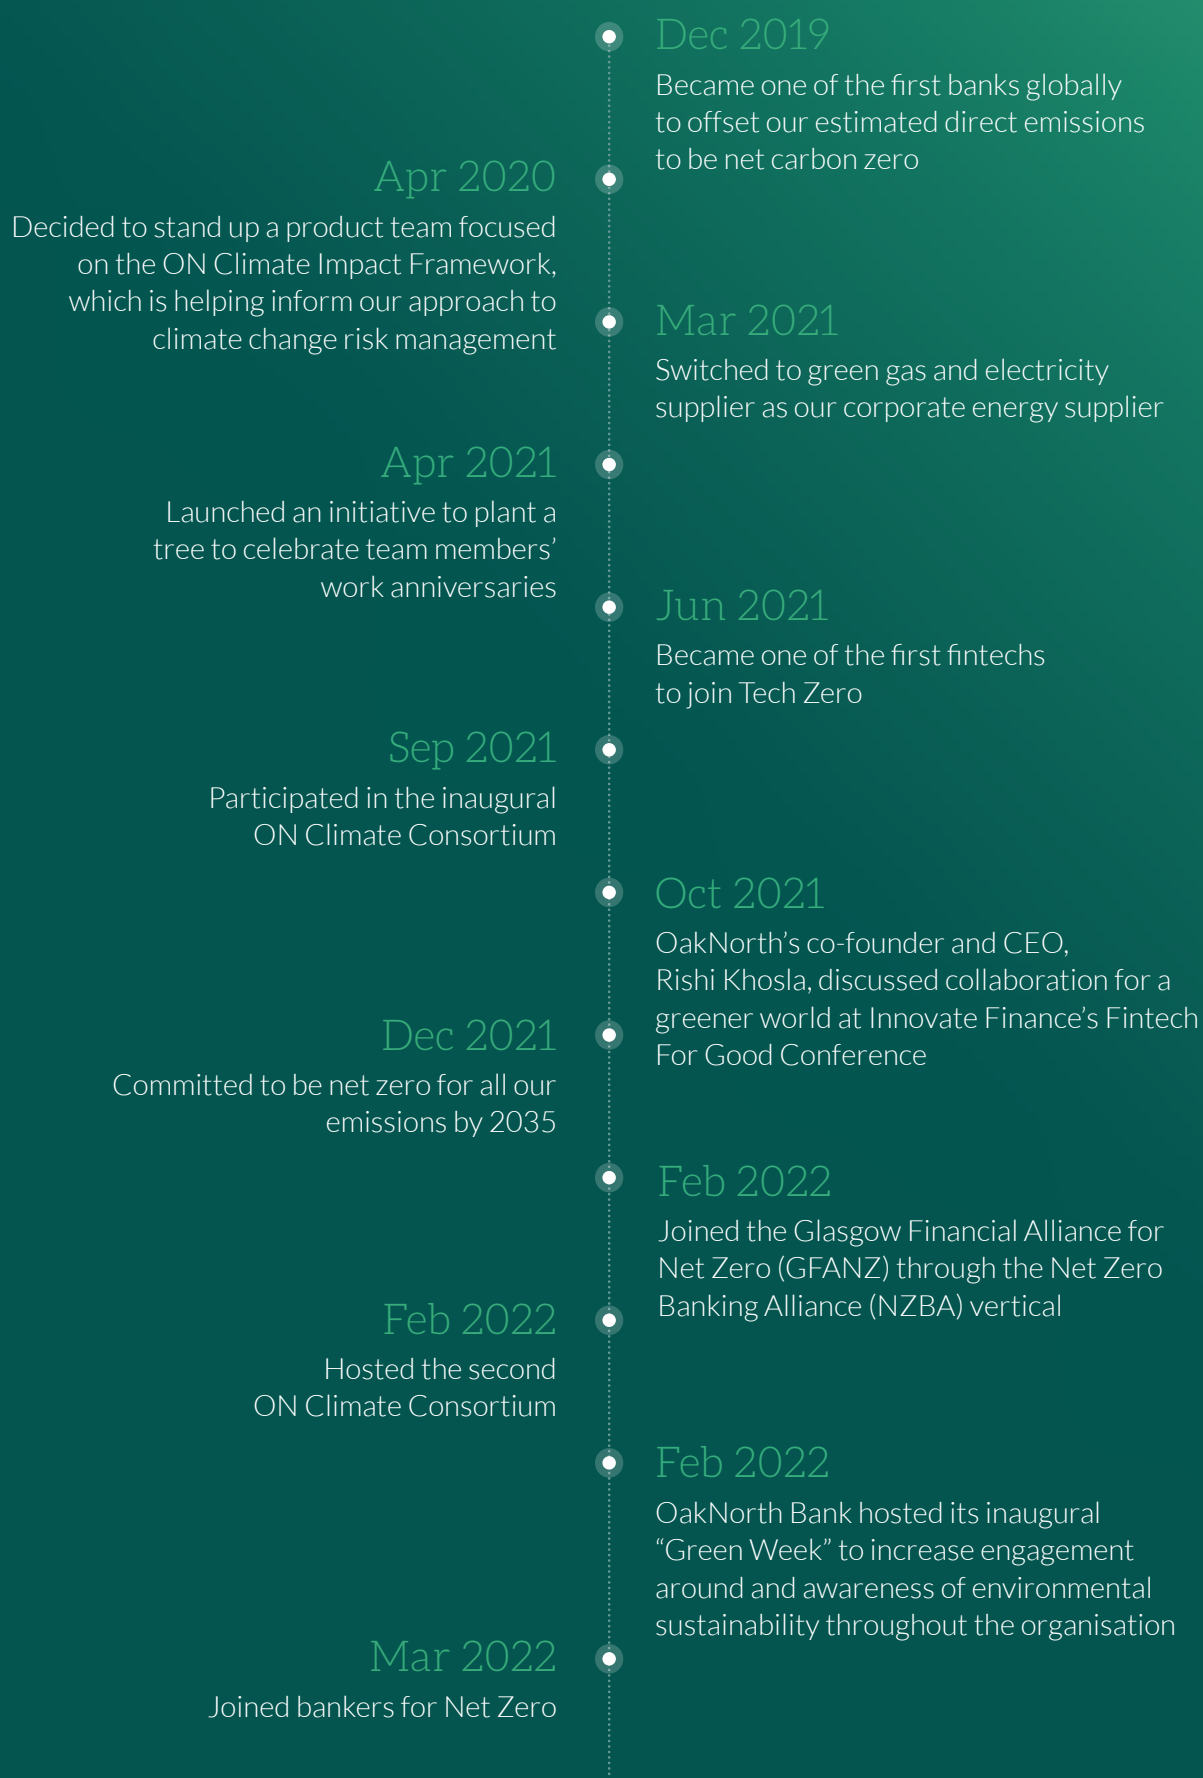 Dec 2019
Became one of the first banks globally
to offset our estimated direct emissions
to be net carbon zero
Apr 2020
Decided to stand up a product team focused
on the ON Climate Impact Framework,
which is helping inform our approach to
climate change risk management
Mar 2021
Switched to green gas and electricity
supplier as our corporate energy supplier
Apr 2021
Launched an initiative to plant a
tree to celebrate team members’
work anniversaries
Jun 2021
Became one of the first fintechs
to join Tech Zero
Sep 2021
Participated in the inaugural
ON Climate Consortium
Oct 2021
OakNorth’s co-founder and CEO,
Rishi Khosla, discussed collaboration for a
greener world at Innovate Finance’s Fintech
For Good Conference
Dec 2021
Committed to be net zero for all our
emissions by 2035
Feb 2022
Joined the Glasgow Financial Alliance for
Net Zero (GFANZ) through the Net Zero
Banking Alliance (NZBA) vertical
Feb 2022
Hosted the second
ON Climate Consortium
Feb 2022
OakNorth Bank hosted its inaugural
“Green Week” to increase engagement
around and awareness of environmental
sustainability throughout the organisation
Mar 2022
Joined bankers for Net Zero